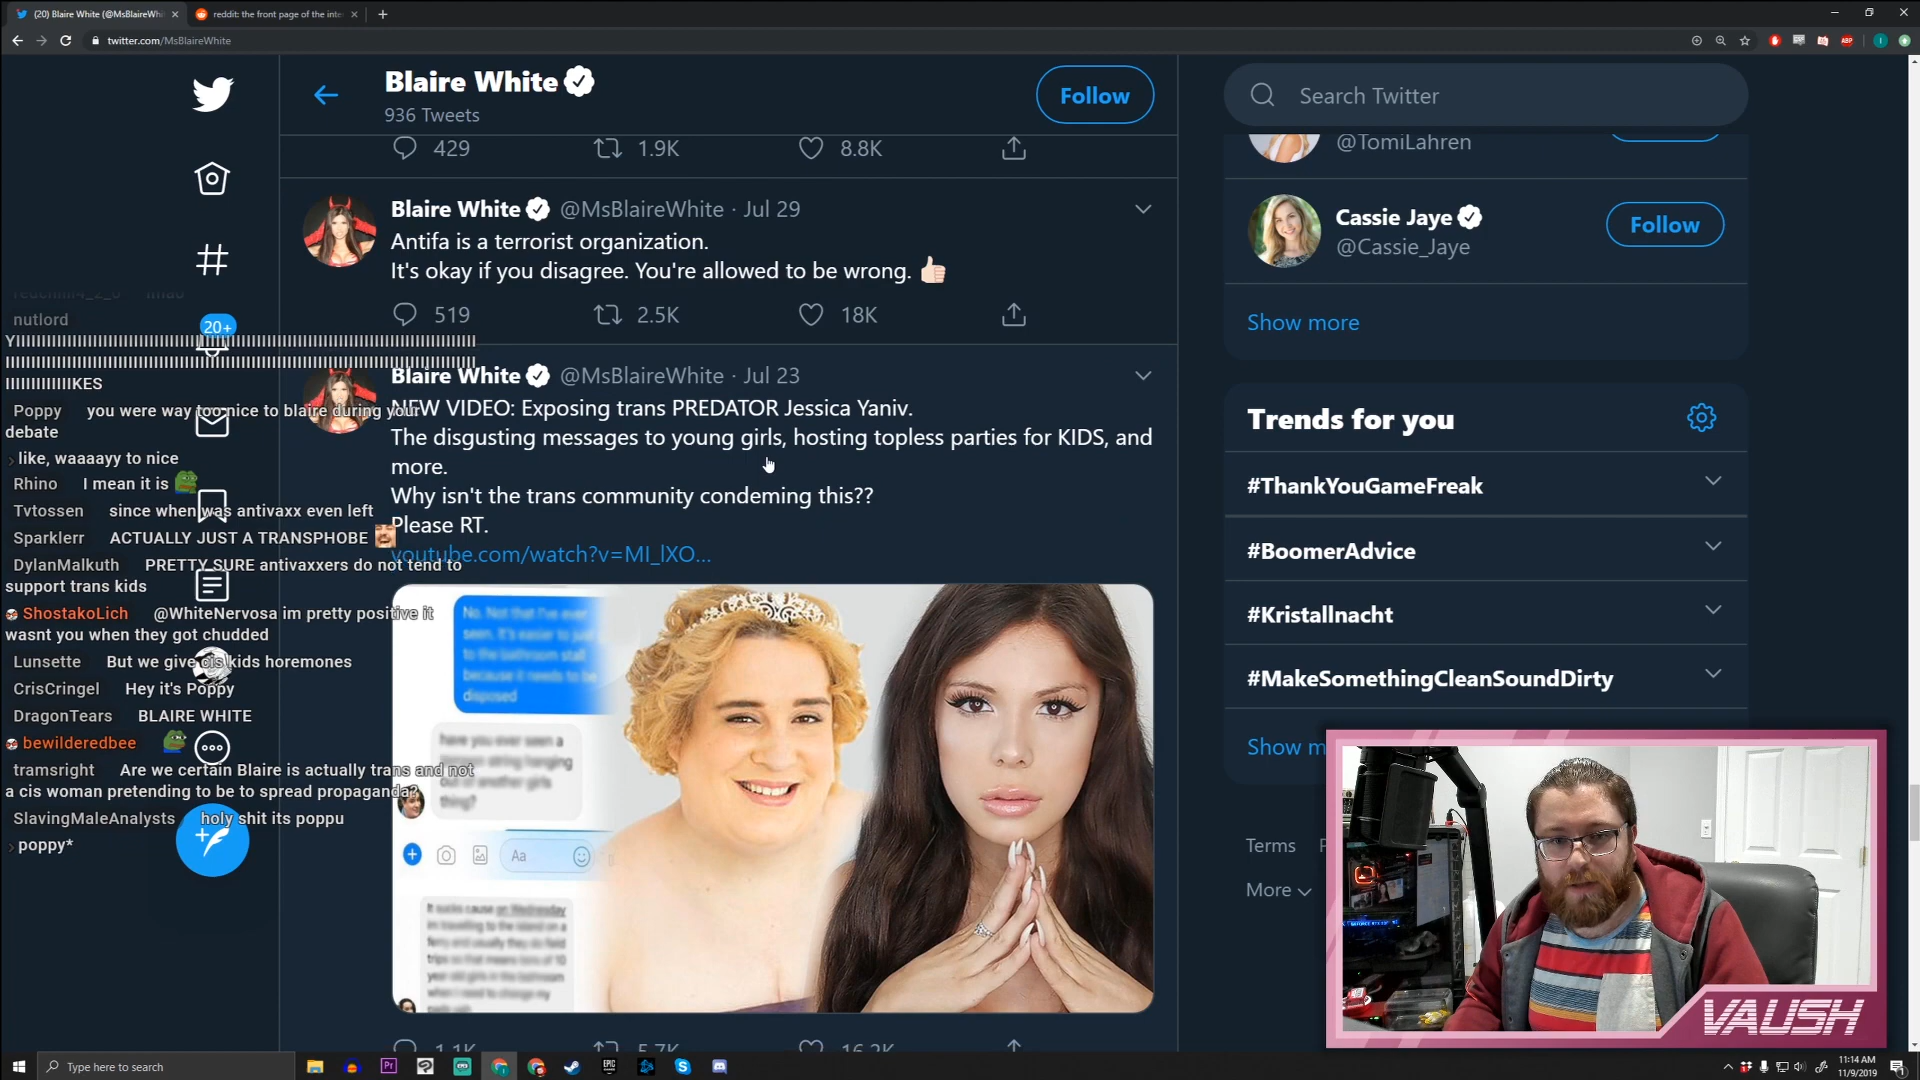 (20) Blaire White (@MsBlaireWhi
reddit: the front page of the inte
twitter.com/MsBlaireWhite
ABP
Blaire White
936 Tweets
Follow
Search Twitter
@TomiLahren
429 1.9K 8.8K
Cassie Jaye
@Cassie_Jaye
Follow
Show more
Blaire White @MsBlaireWhite · Jul 29
Antifa is a terrorist organization.
It's okay if you disagree. You're allowed to be wrong.
519 2.5K 18K
Blaire White @MsBlaireWhite · Jul 23
NEW VIDEO: Exposing trans PREDATOR Jessica Yaniv.
The disgusting messages to young girls, hosting topless parties for KIDS, and
more.
Why isn't the trans community condeming this??
Please RT.
youtube.com/watch?v=MI_lXO...
1.1K 5.7K 16.2K
20+
nutlord
Poppy you were way too nice to blaire during your
debate
like, waaaayy to nice
Rhino I mean it is
Tvtossen since when was antivaxx even left
Sparklerr ACTUALLY JUST A TRANSPHOBE
DylanMalkuth PRETTY SURE antivaxxers do not tend to
support trans kids
ShostakoLich @WhiteNervosa im pretty positive it
wasnt you when they got chudded
Lunsette But we give cis kids horemones
CrisCringel Hey it's Poppy
DragonTears BLAIRE WHITE
bewilderedbee
tramsright Are we certain Blaire is actually trans and not
a cis woman pretending to be to spread propaganda?
SlavingMaleAnalysts holy shit its poppu
poppy*
Trends for you
#ThankYouGameFreak
#BoomerAdvice
#Kristallnacht
#MakeSomethingCleanSoundDirty
Show m
Terms
More
Aa
VAUSH
Type here to search
11:14 AM
11/9/2019